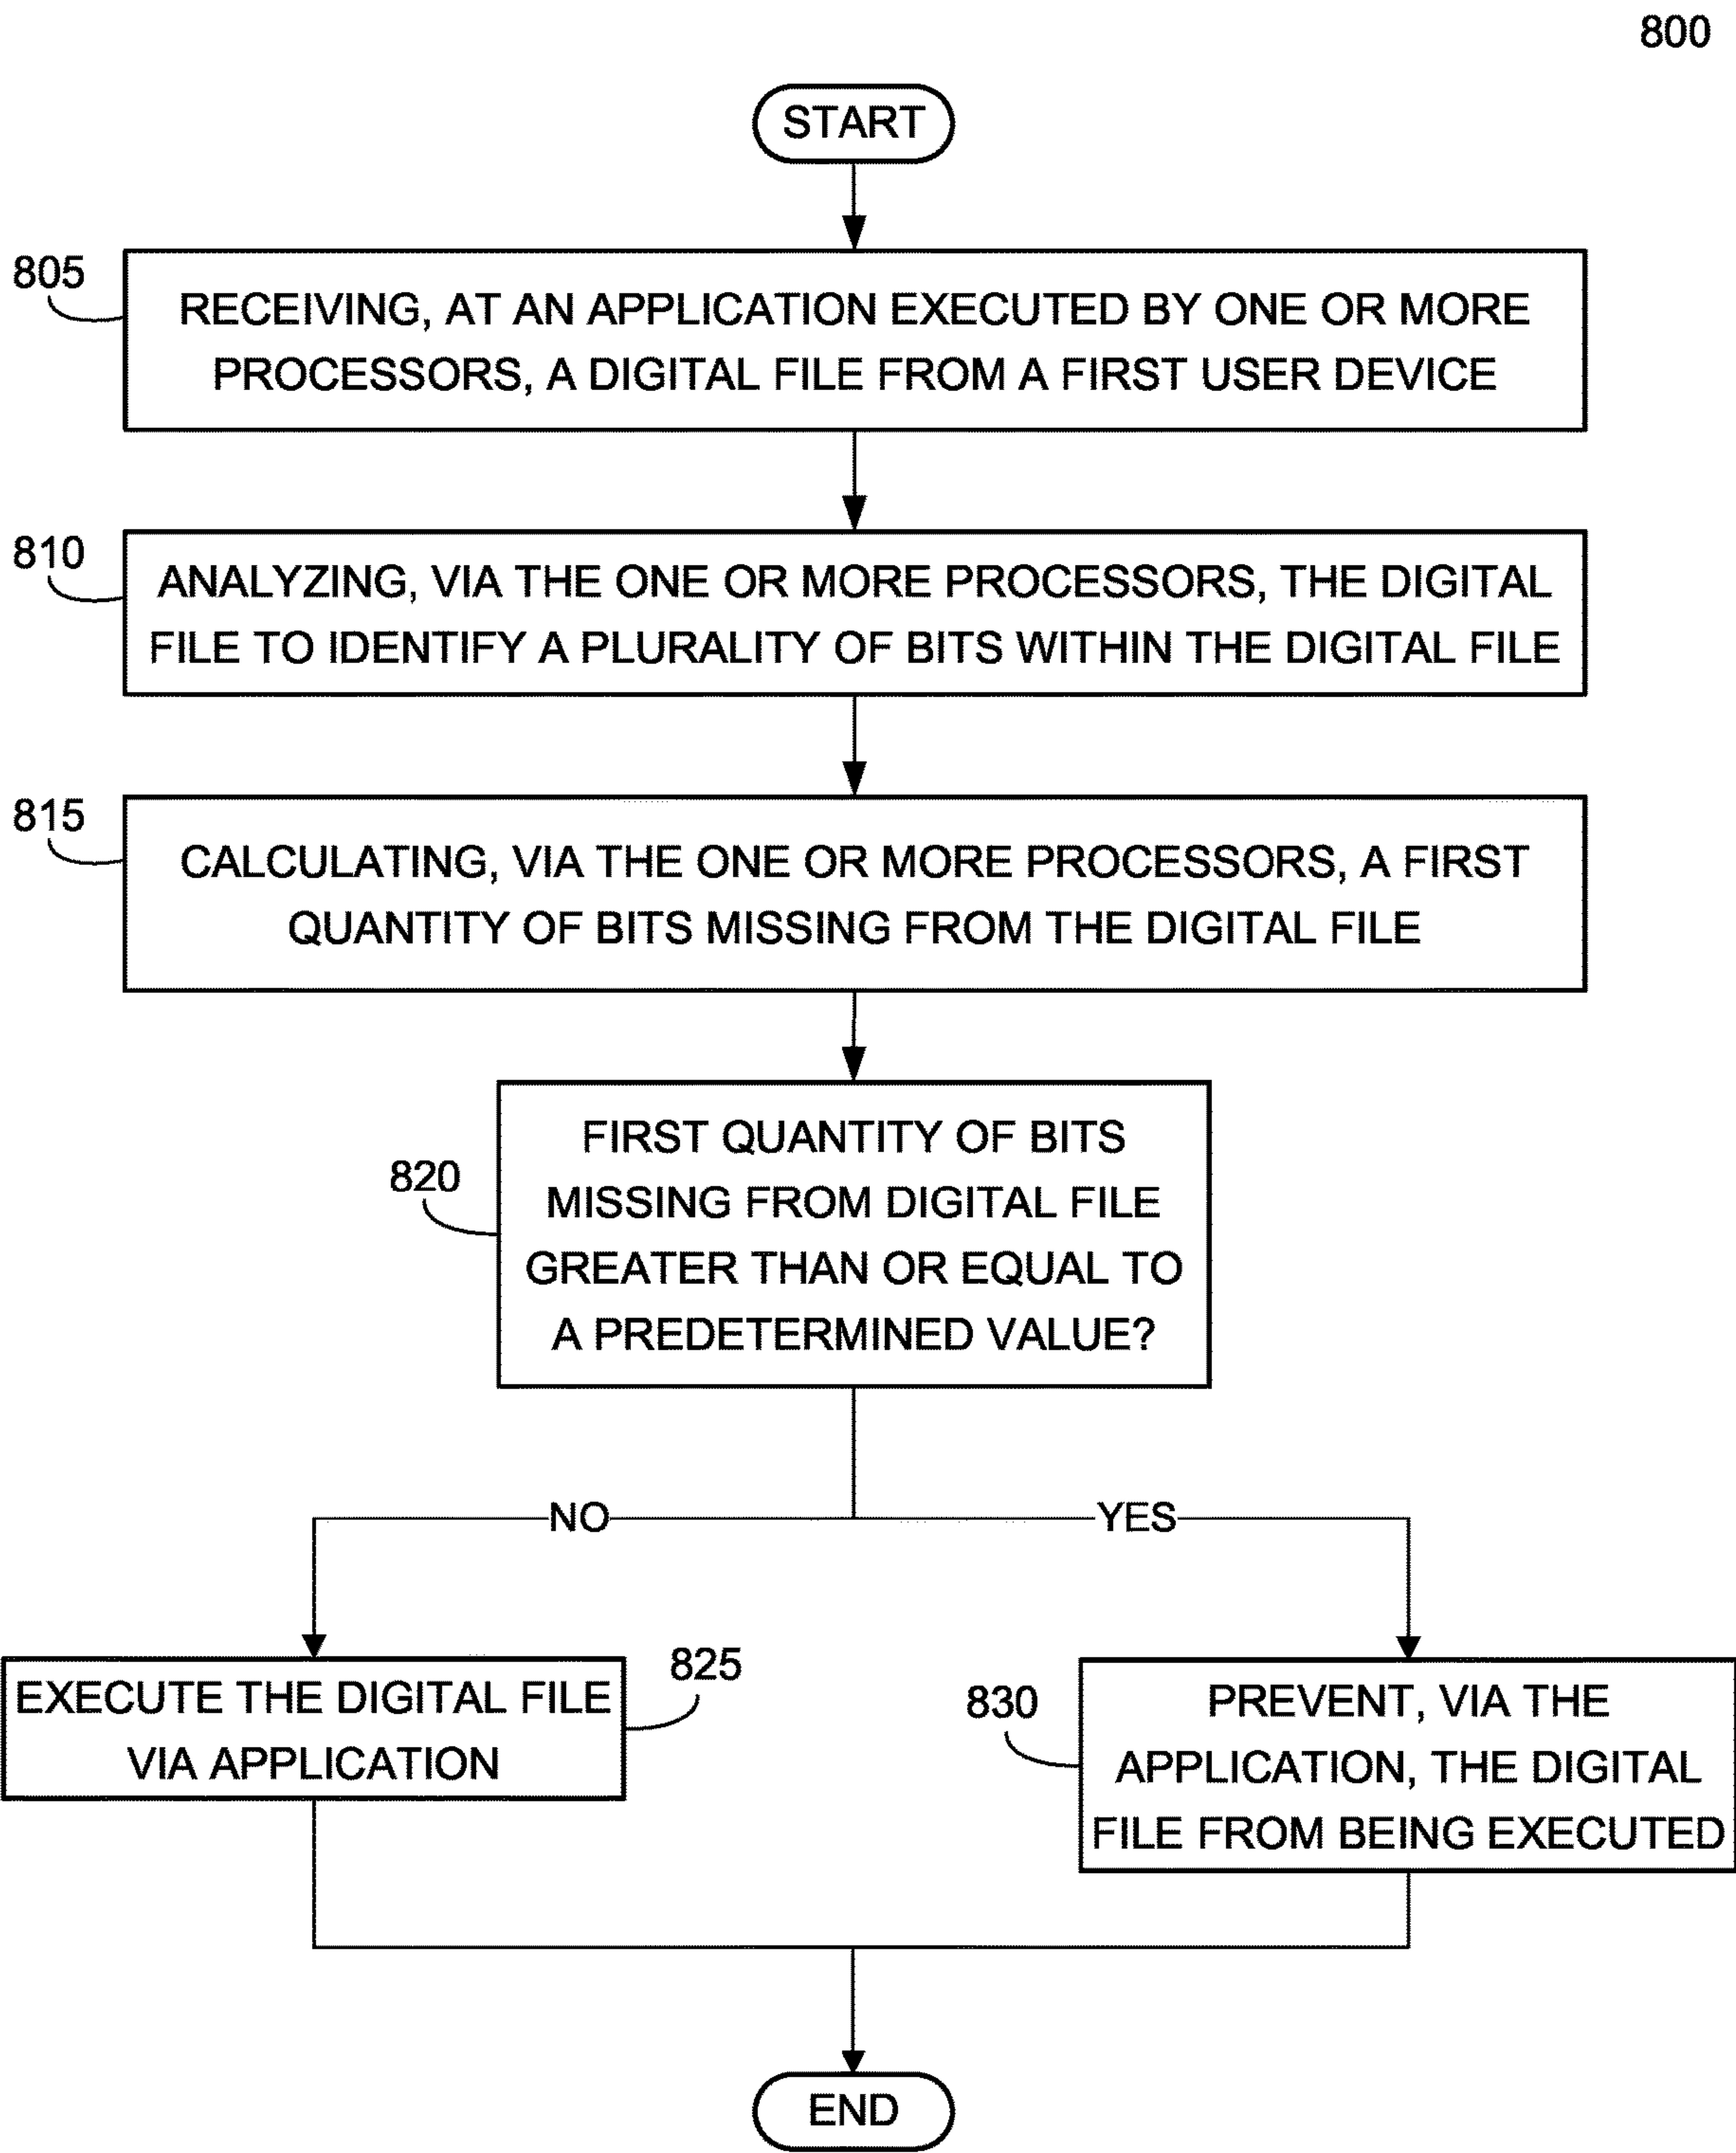 800
START
805
RECEIVING, AT AN APPLICATION EXECUTED BY ONE OR MORE
PROCESSORS, A DIGITAL FILE FROM A FIRST USER DEVICE
810
ANALYZING, VIA THE ONE OR MORE PROCESSORS, THE DIGITAL
FILE TO IDENTIFY A PLURALITY OF BITS WITHIN THE DIGITAL FILE
815
CALCULATING, VIA THE ONE OR MORE PROCESSORS, A FIRST
QUANTITY OF BITS MISSING FROM THE DIGITAL FILE
820
FIRST QUANTITY OF BITS
MISSING FROM DIGITAL FILE
GREATER THAN OR EQUAL TO
A PREDETERMINED VALUE?
NO
YES
EXECUTE THE DIGITAL FILE
VIA APPLICATION
825
830
PREVENT, VIA THE
APPLICATION, THE DIGITAL
FILE FROM BEING EXECUTED
END